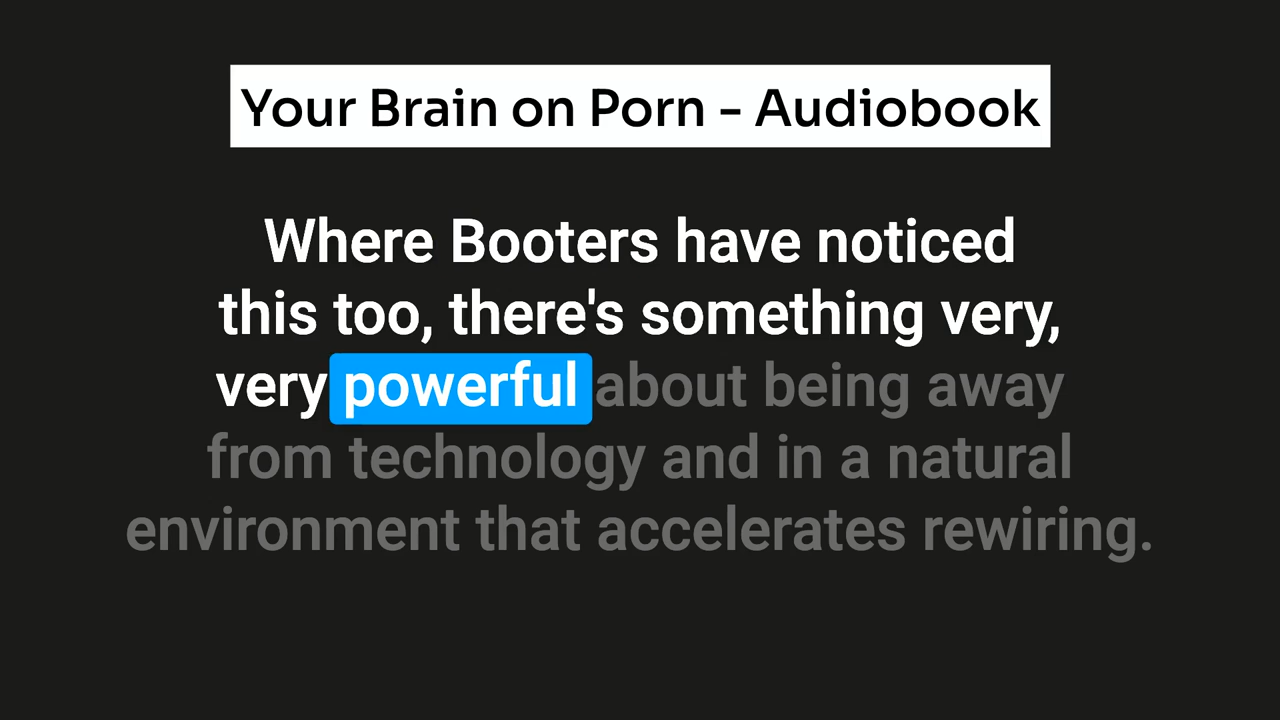 Your Brain on Porn - Audiobook
Where Booters have noticed
this too, there's something very,
very powerful about being away
from technology and in a natural
environment that accelerates rewiring.